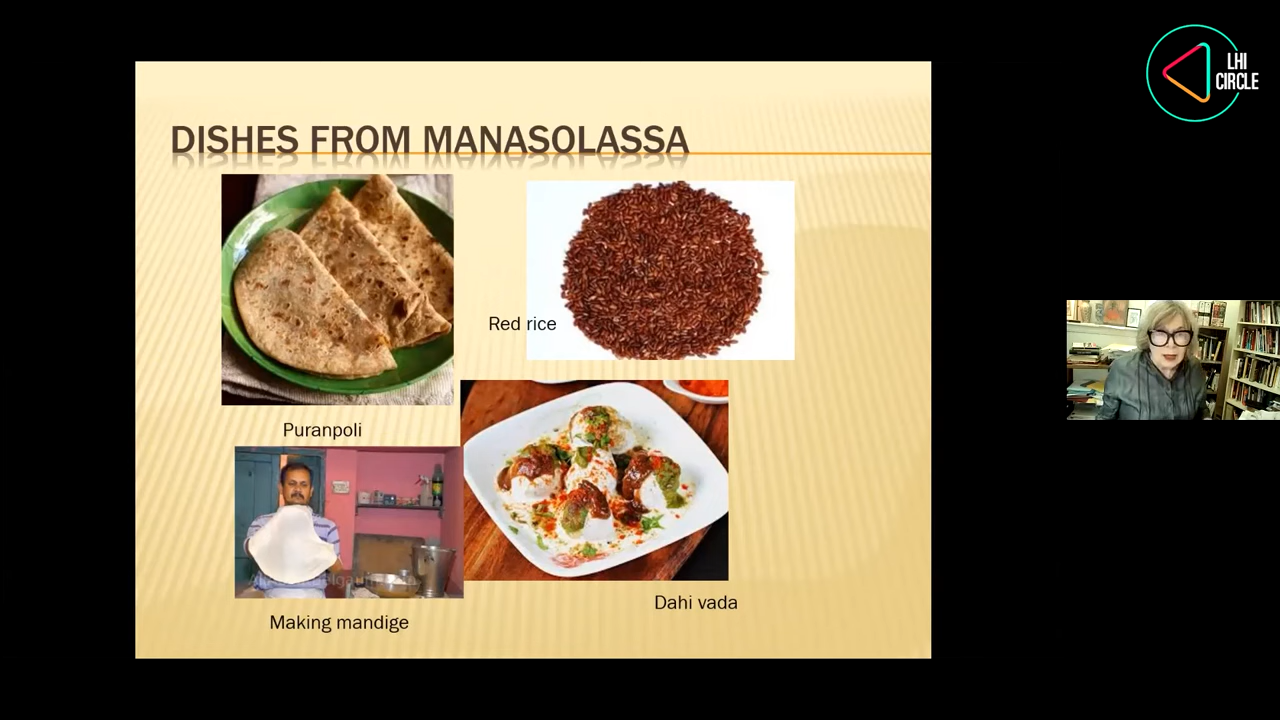 LHI
CIRCLE
DISHES FROM MANASOLASSA
Red rice
Puranpoli
Dahi vada
Making mandige